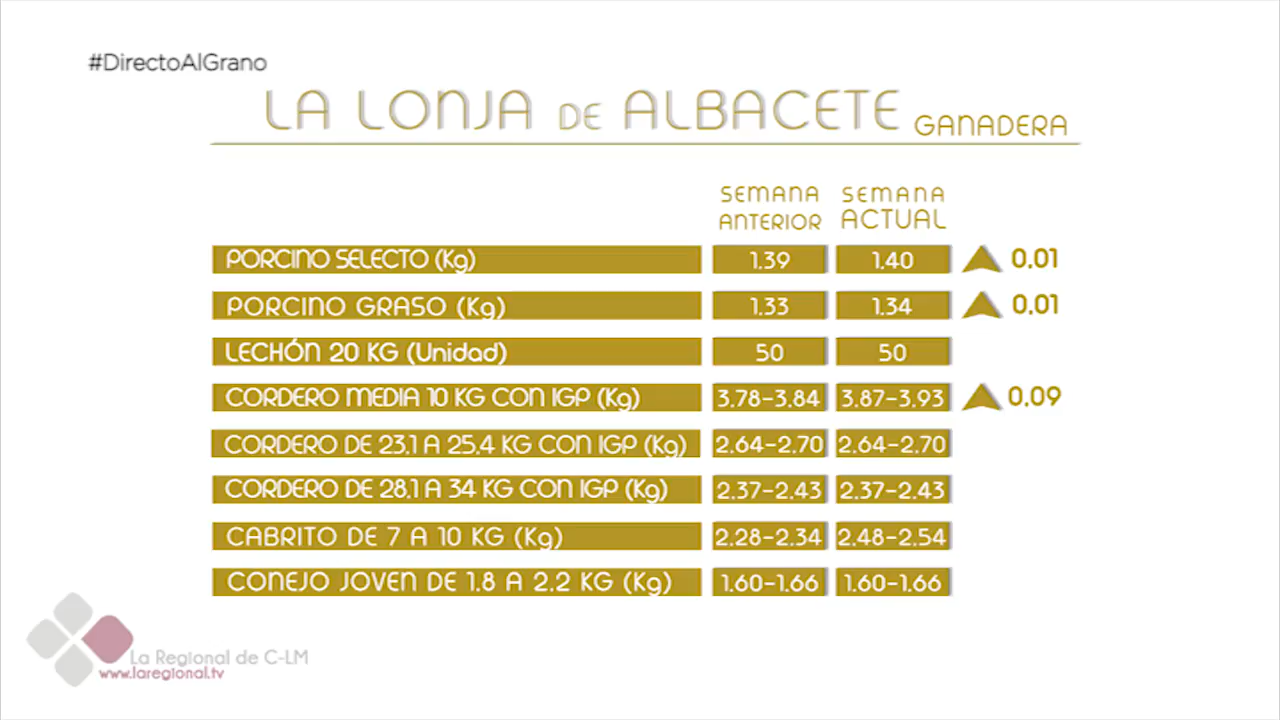 #DirectoAlGrano
LA LONJA DE ALBACETE GANADERA
SEMANA ANTERIOR SEMANA ACTUAL
PORCINO SELECTO (Kg) 1.39 1.40 0.01
PORCINO GRASO (Kg) 1.33 1.34 0.01
LECHÓN 20 KG (Unidad) 50 50
CORDERO MEDIA 10 KG CON IGP (Kg) 3.78-3.84 3.87-3.93 0.09
CORDERO DE 23.1 A 25.4 KG CON IGP (Kg) 2.64-2.70 2.64-2.70
CORDERO DE 28.1 A 34 KG CON IGP (Kg) 2.37-2.43 2.37-2.43
CABRITO DE 7 A 10 KG (Kg) 2.28-2.34 2.48-2.54
CONEJO JOVEN DE 1.8 A 2.2 KG (Kg) 1.60-1.66 1.60-1.66
La Regional de C-LM
www.laregional.tv